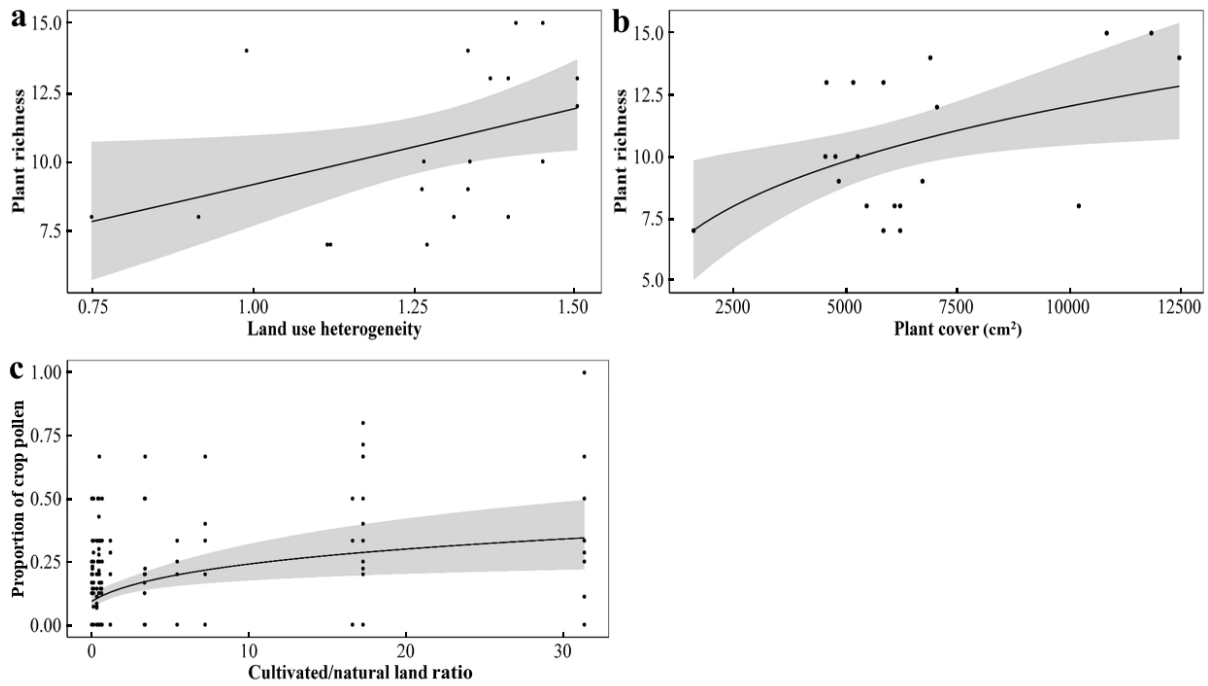 a
15.0
12.5
10.0
7.5
Plant richness
0.75 1.00 1.25 1.50
Land use heterogeneity
b
15.0
12.5
10.0
7.5
5.0
Plant richness
2500 5000 7500 10000 12500
Plant cover (cm²)
c
1.00
0.75
0.50
0.25
0.00
Proportion of crop pollen
0 10 20 30
Cultivated/natural land ratio